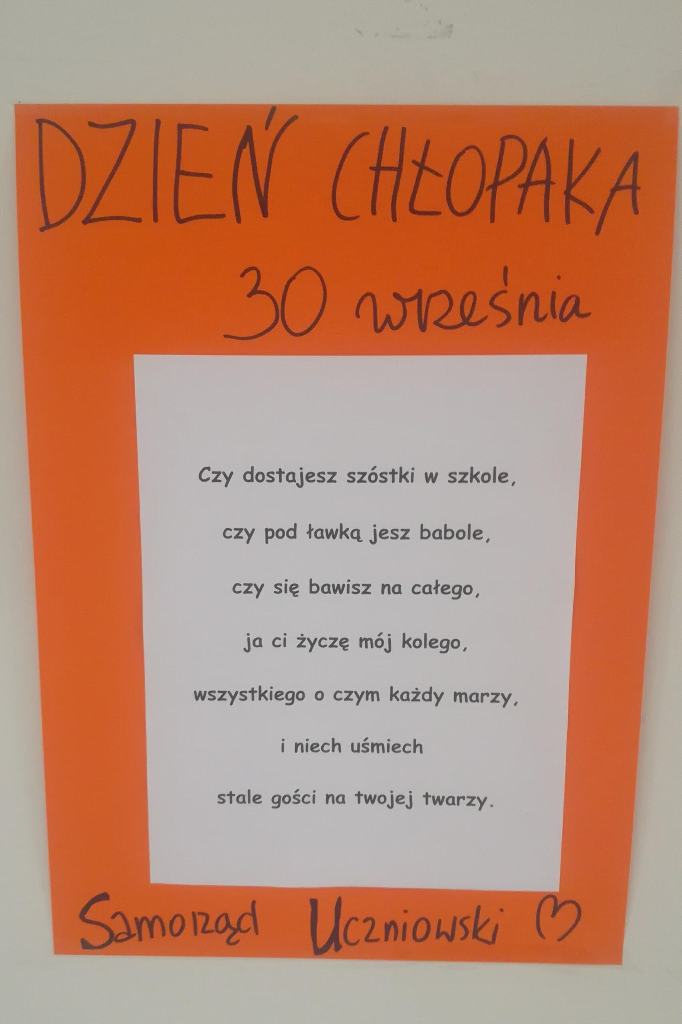 DZIEŃ CHŁOPAKA
30 września
Czy dostajesz szóstki w szkole,
czy pod ławką jesz babole,
czy się bawisz na całego,
ja ci życzę mój kolego,
wszystkiego o czym każdy marzy,
i niech uśmiech
stale gości na twojej twarzy.
Samorząd Uczniowski